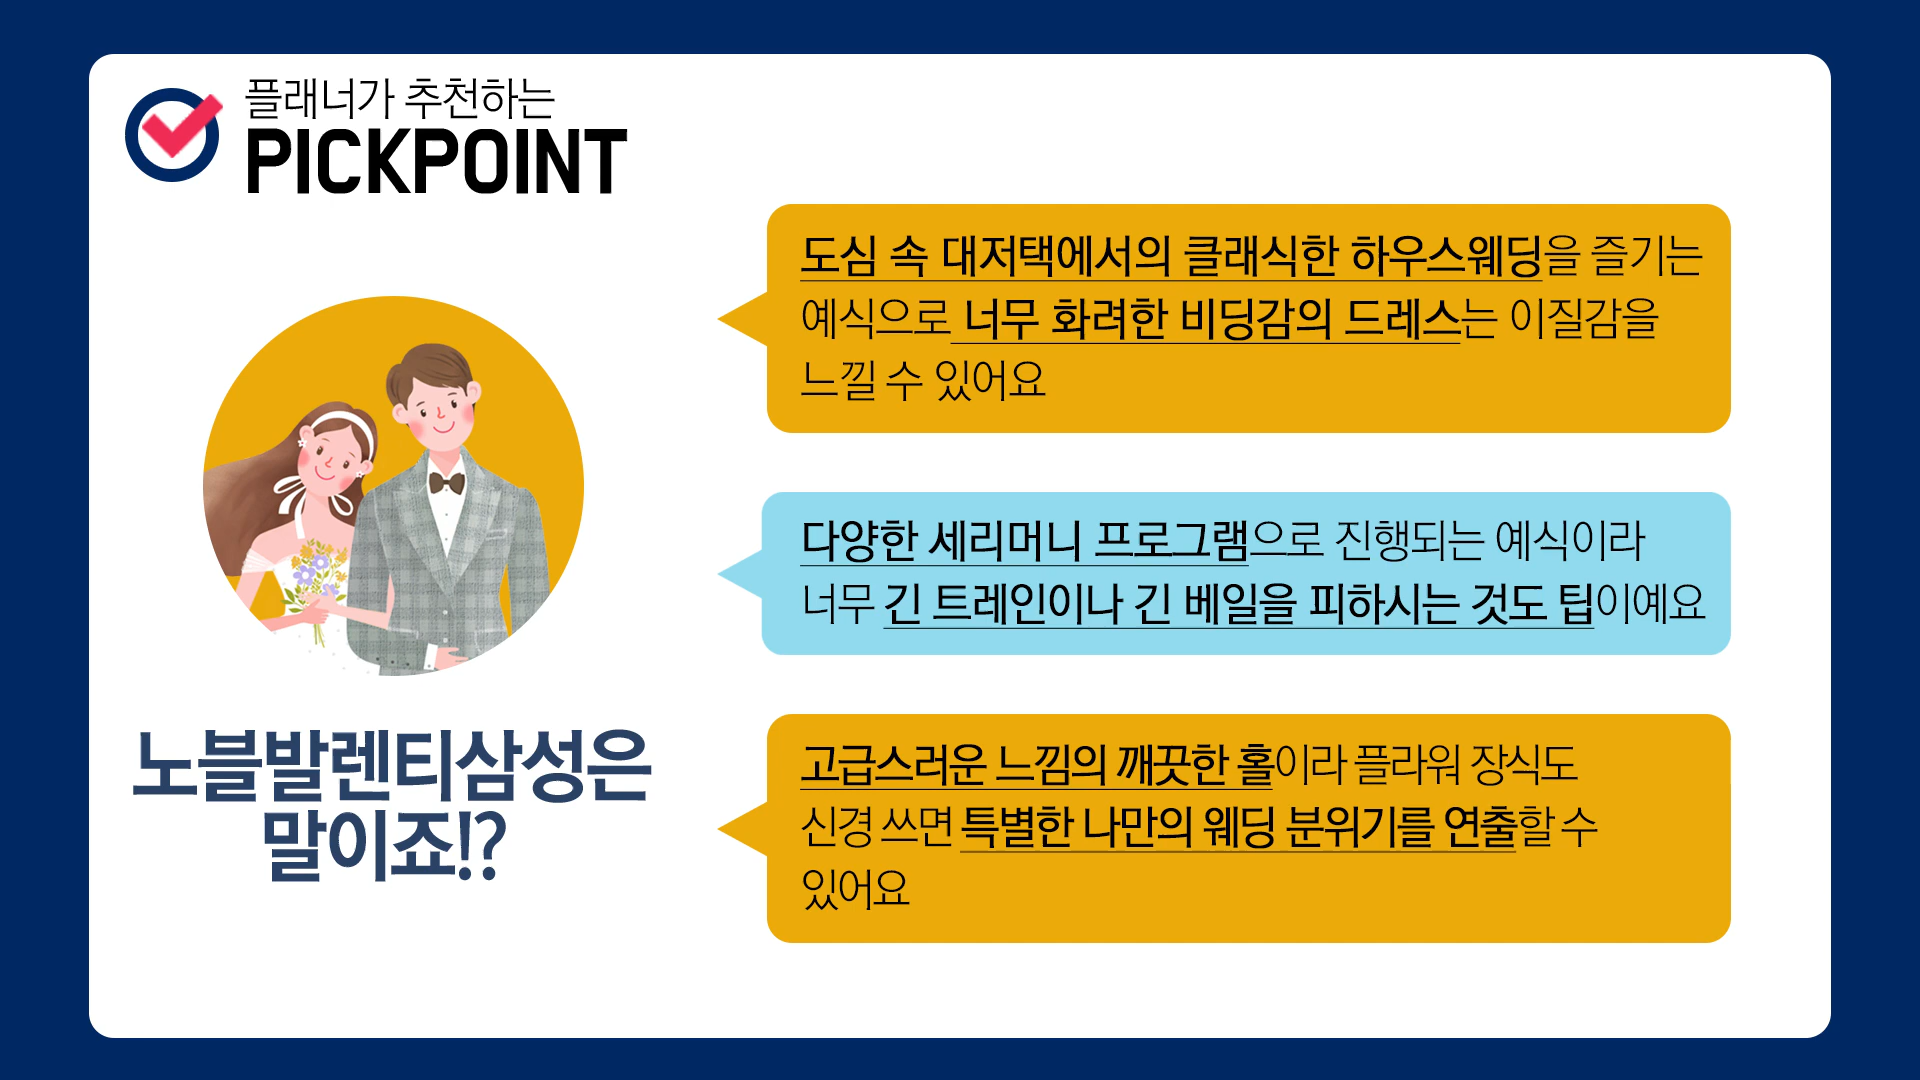 플래너가 추천하는
PICKPOINT
도심 속 대저택에서의 클래식한 하우스웨딩을 즐기는
예식으로 너무 화려한 비딩감의 드레스는 이질감을
느낄 수 있어요
다양한 세리머니 프로그램으로 진행되는 예식이라
너무 긴 트레인이나 긴 베일을 피하시는 것도 팁이예요
고급스러운 느낌의 깨끗한 홀이라 플라워 장식도
신경 쓰면 특별한 나만의 웨딩 분위기를 연출할 수
있어요
노블발렌티삼성은
말이죠!?